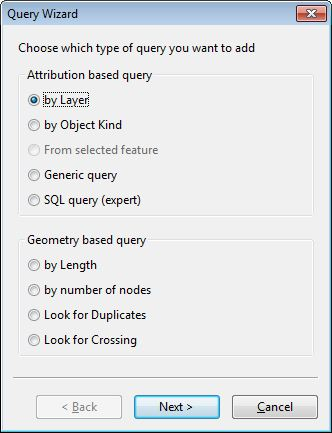 Query Wizard
Choose which type of query you want to add
Attribution based query
by Layer
by Object Kind
From selected feature
Generic query
SQL query (expert)
Geometry based query
by Length
by number of nodes
Look for Duplicates
Look for Crossing
< Back Next > Cancel